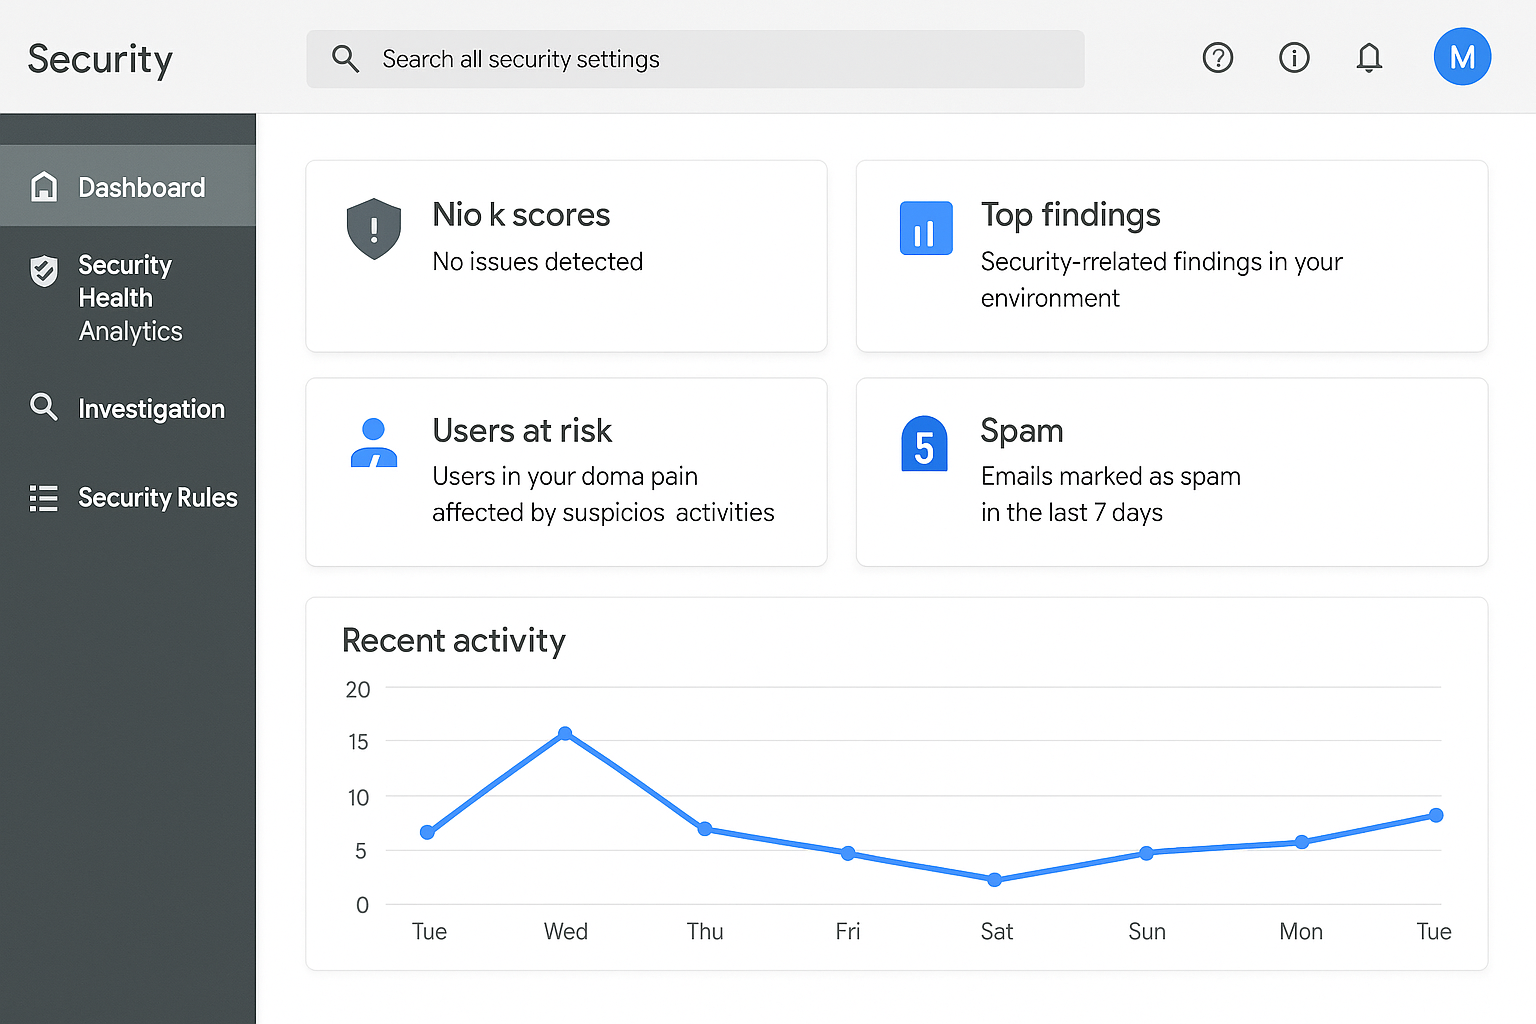 Security
Search all security settings
M
Dashboard
Security
Health
Analytics
Investigation
Security Rules
Nio k scores
No issues detected
Top findings
Security-rrelated findings in your
environment
Users at risk
Users in your doma pain
affected by suspicios activities
5
Spam
Emails marked as spam
in the last 7 days
Recent activity
20
15
10
5
0
Tue Wed Thu Fri Sat Sun Mon Tue